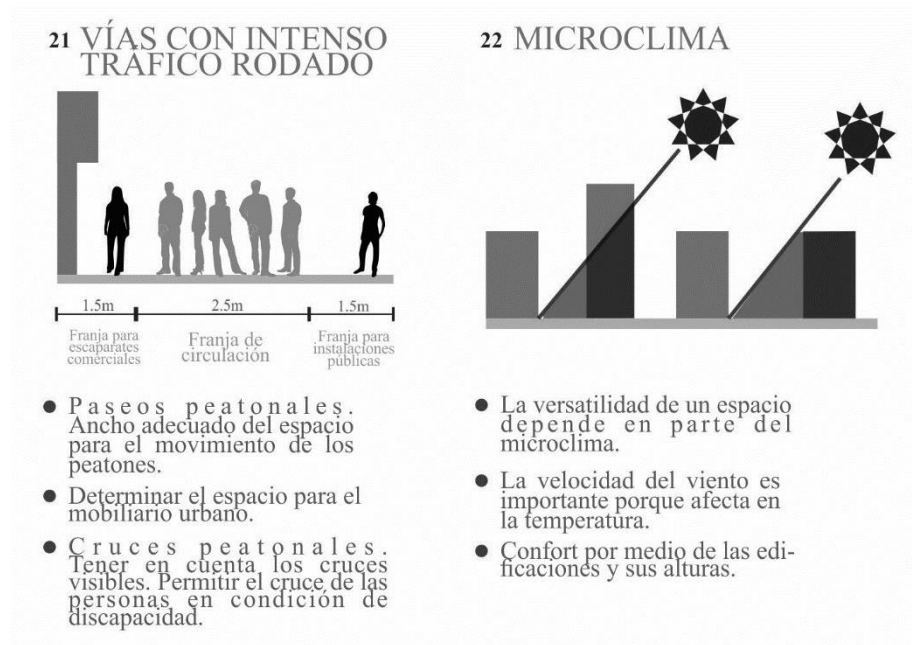 21 VÍAS CON INTENSO
TRÁFICO RODADO
1.5m 2.5m 1.5m
Franja para
escaparates
comerciales
Franja de
circulación
Franja para
instalaciones
públicas
● Paseos peatonales.
Ancho adecuado del espacio
para el movimiento de los
peatones.
● Determinar el espacio para el
mobiliario urbano.
● Cruces peatonales.
Tener en cuenta los cruces
visibles. Permitir el cruce de las
personas en condición de
discapacidad.
22 MICROCLIMA
● La versatilidad de un espacio
depende en parte del
microclima.
● La velocidad del viento es
importante porque afecta en
la temperatura.
● Confort por medio de las edi-
ficaciones y sus alturas.